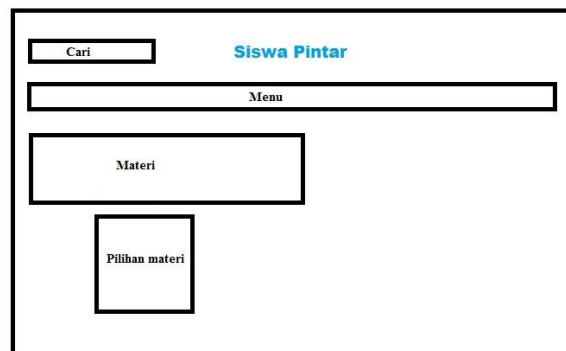 Cari
Siswa Pintar
Menu
Materi
Pilihan materi